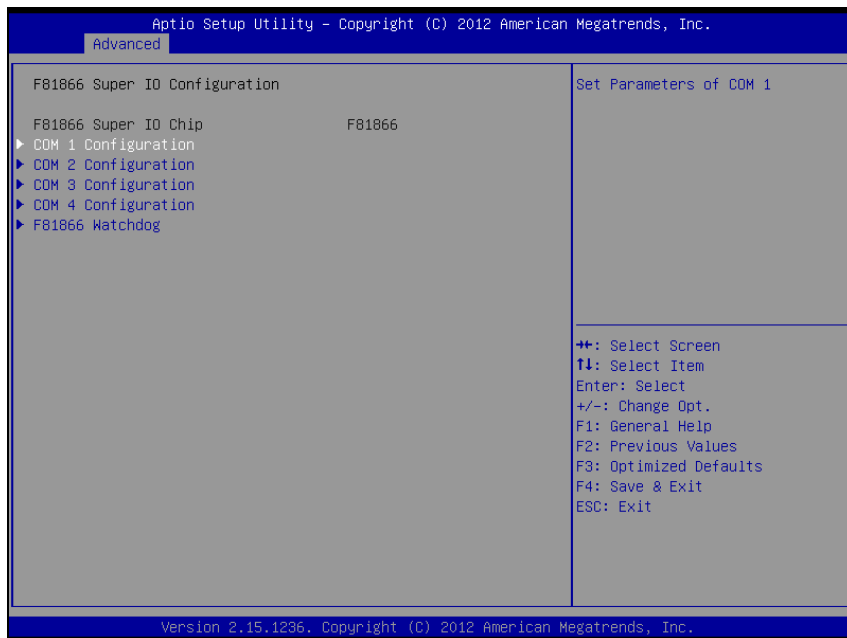 Aptio Setup Utility – Copyright (C) 2012 American Megatrends, Inc.
Advanced
F81866 Super IO Configuration
F81866 Super IO Chip F81866
COM 1 Configuration
COM 2 Configuration
COM 3 Configuration
COM 4 Configuration
F81866 Watchdog
Set Parameters of COM 1
→←: Select Screen
↑↓: Select Item
Enter: Select
+/-: Change Opt.
F1: General Help
F2: Previous Values
F3: Optimized Defaults
F4: Save & Exit
ESC: Exit
Version 2.15.1236. Copyright (C) 2012 American Megatrends, Inc.